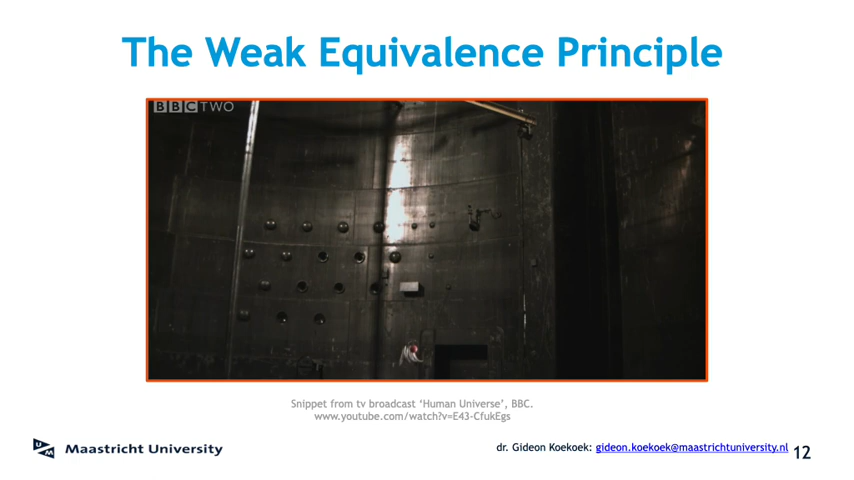 The Weak Equivalence Principle
BBC TWO
Snippet from tv broadcast ‘Human Universe’, BBC.
www.youtube.com/watch?v=E43-CfukEgs
UM
Maastricht University
dr. Gideon Koekoek: gideon.koekoek@maastrichtuniversity.nl
12